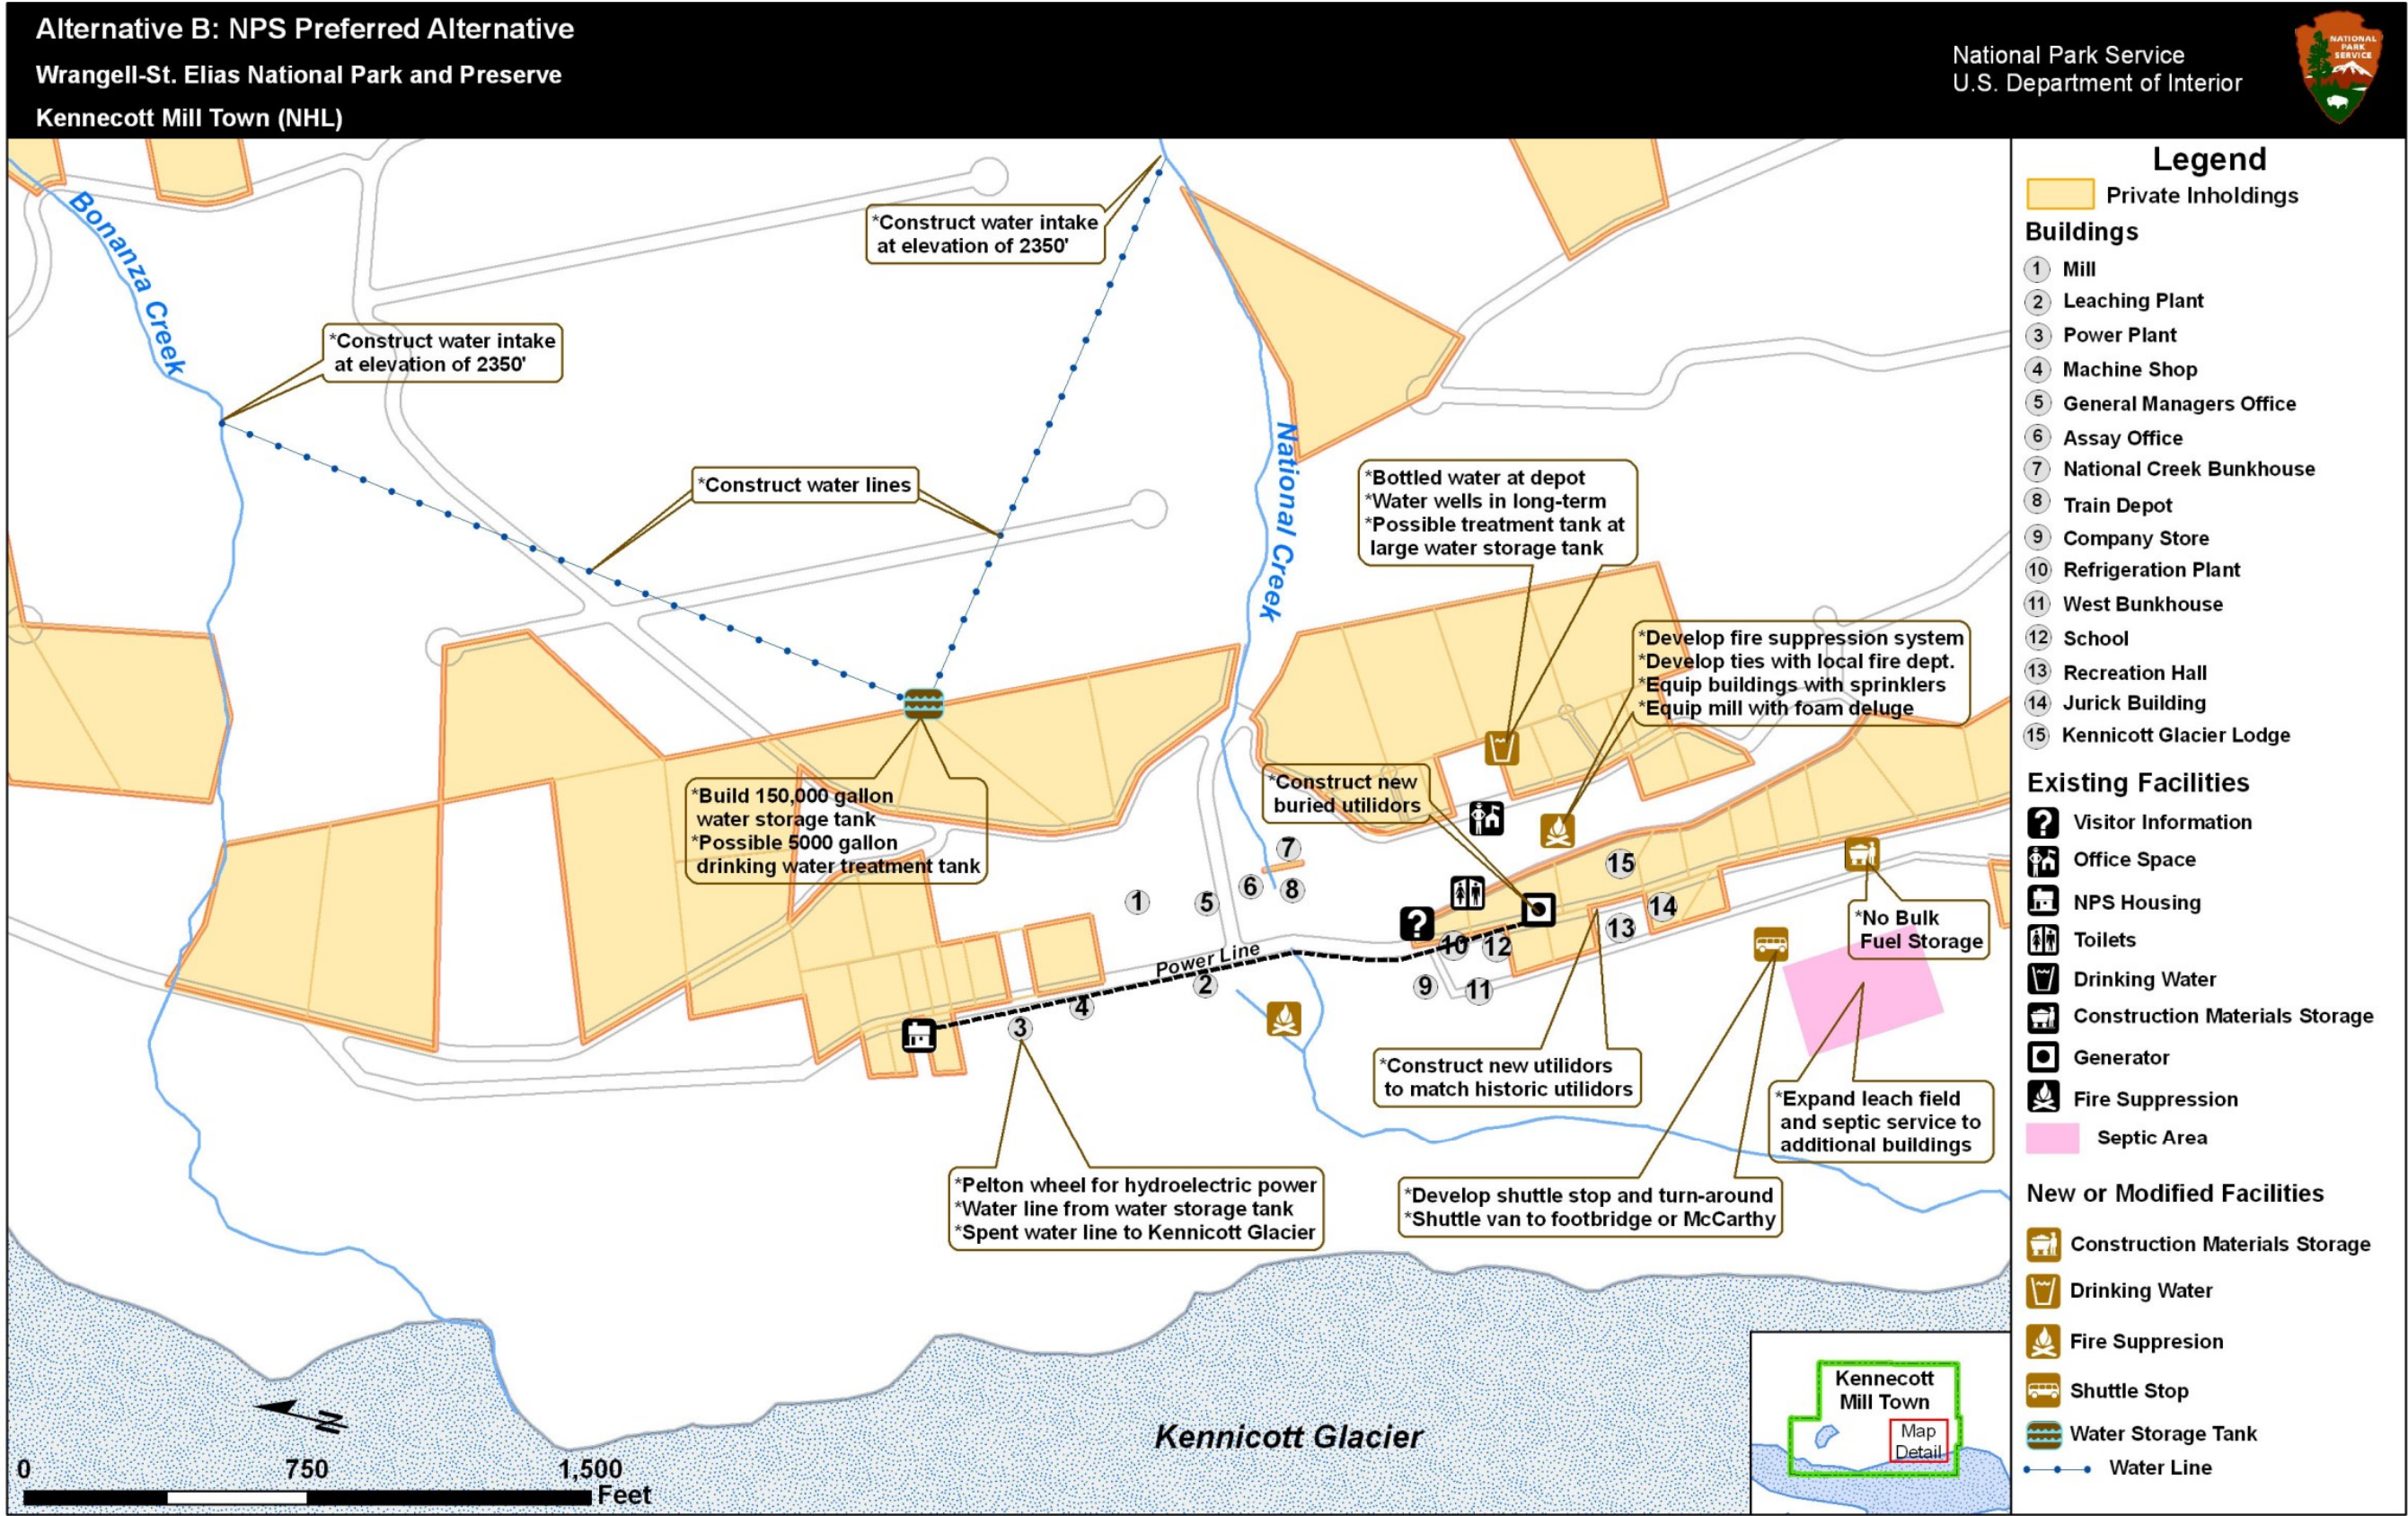 Alternative B: NPS Preferred Alternative
Wrangell-St. Elias National Park and Preserve
Kennecott Mill Town (NHL)
National Park Service
U.S. Department of Interior
NATIONAL
PARK
SERVICE
Bonanza Creek
*Construct water intake
at elevation of 2350'
*Construct water intake
at elevation of 2350'
*Construct water lines
National Creek
*Bottled water at depot
*Water wells in long-term
*Possible treatment tank at
large water storage tank
*Develop fire suppression system
*Develop ties with local fire dept.
*Equip buildings with sprinklers
*Equip mill with foam deluge
*Build 150,000 gallon
water storage tank
*Possible 5000 gallon
drinking water treatment tank
*Construct new
buried utilidors
7
15
6
8
1
5
14
13
*No Bulk
Fuel Storage
?
10
12
Power Line
2
9
11
4
3
*Construct new utilidors
to match historic utilidors
*Expand leach field
and septic service to
additional buildings
*Pelton wheel for hydroelectric power
*Water line from water storage tank
*Spent water line to Kennicott Glacier
*Develop shuttle stop and turn-around
*Shuttle van to footbridge or McCarthy
Kennicott Glacier
N
0 750 1,500
Feet
Kennecott
Mill Town
Map
Detail
Legend
Private Inholdings
Buildings
1 Mill
2 Leaching Plant
3 Power Plant
4 Machine Shop
5 General Managers Office
6 Assay Office
7 National Creek Bunkhouse
8 Train Depot
9 Company Store
10 Refrigeration Plant
11 West Bunkhouse
12 School
13 Recreation Hall
14 Jurick Building
15 Kennicott Glacier Lodge
Existing Facilities
? Visitor Information
Office Space
NPS Housing
Toilets
Drinking Water
Construction Materials Storage
Generator
Fire Suppression
Septic Area
New or Modified Facilities
Construction Materials Storage
Drinking Water
Fire Suppresion
Shuttle Stop
Water Storage Tank
Water Line